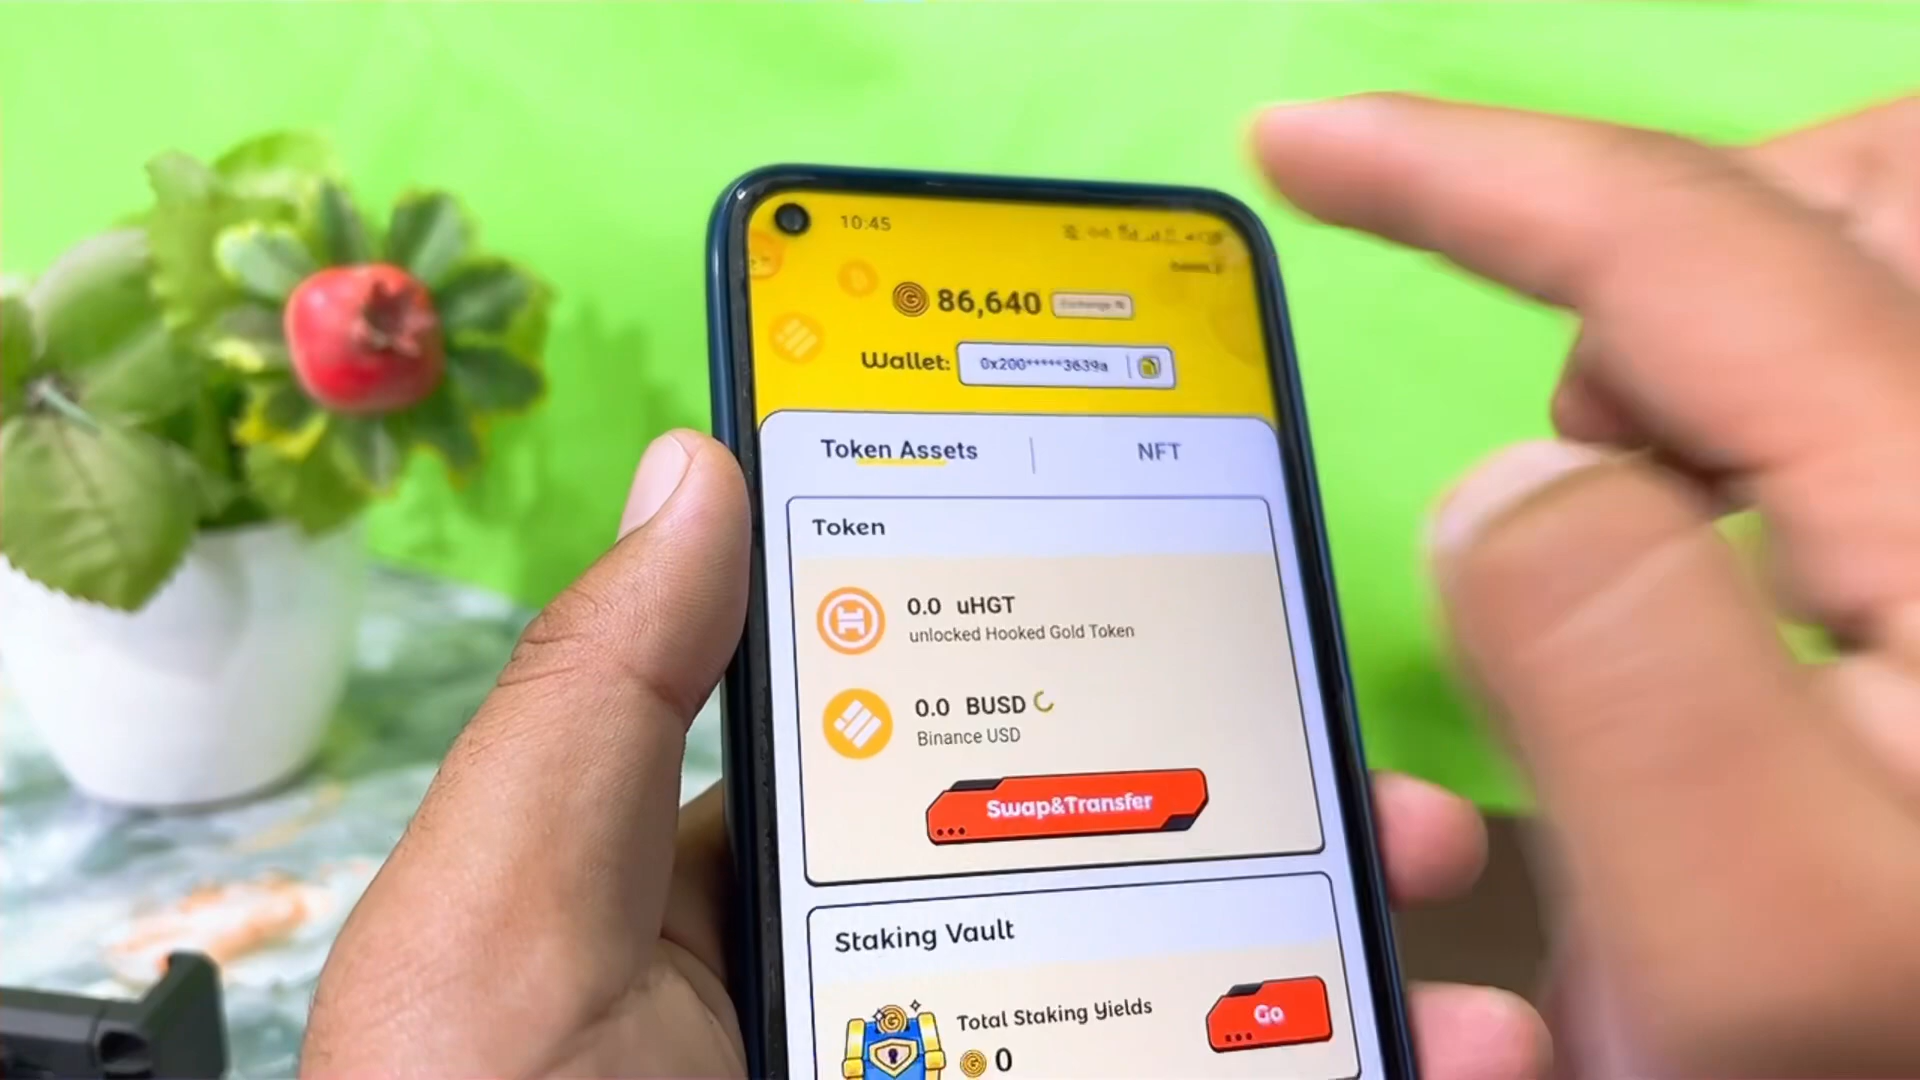 10:45
86,640 Exchange
Wallet: 0x200*****3639a
Token Assets NFT
Token
0.0 uHGT
unlocked Hooked Gold Token
0.0 BUSD
Binance USD
Swap&Transfer
Staking Vault
Total Staking Yields
0
Go